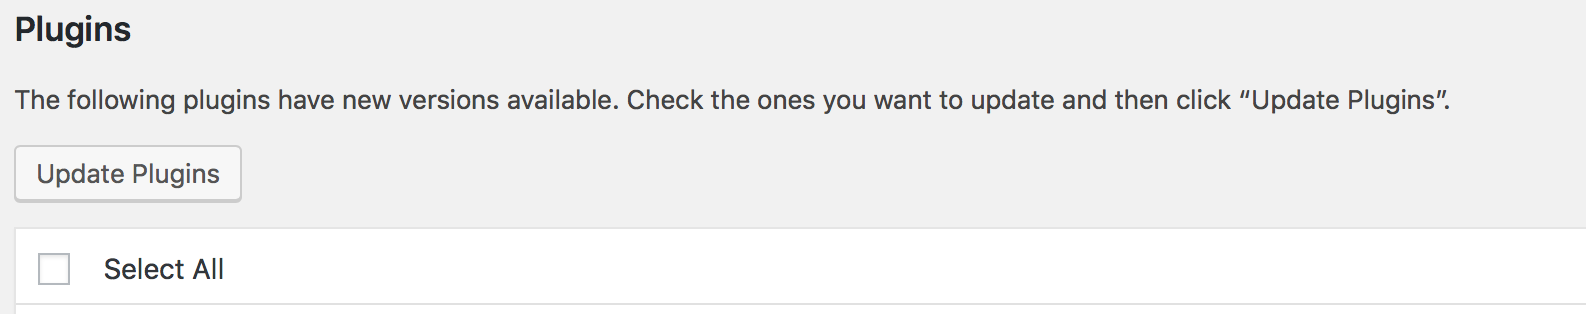 Plugins
The following plugins have new versions available. Check the ones you want to update and then click “Update Plugins”.
Update Plugins
Select All